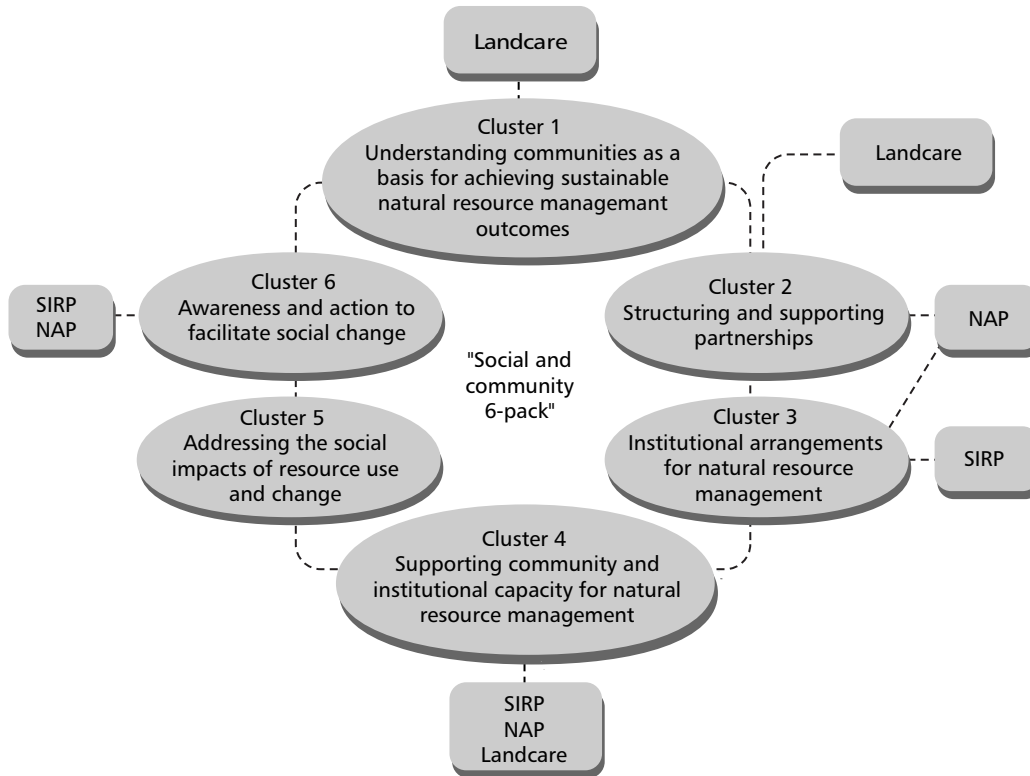 Landcare
Cluster 1
Understanding communities as a
basis for achieving sustainable
natural resource managemant
outcomes
Landcare
Cluster 6
Awareness and action to
facilitate social change
SIRP
NAP
Cluster 2
Structuring and supporting
partnerships
NAP
"Social and
community
6-pack"
Cluster 5
Addressing the social
impacts of resource use
and change
Cluster 3
Institutional arrangements
for natural resource
management
SIRP
Cluster 4
Supporting community and
institutional capacity for natural
resource management
SIRP
NAP
Landcare